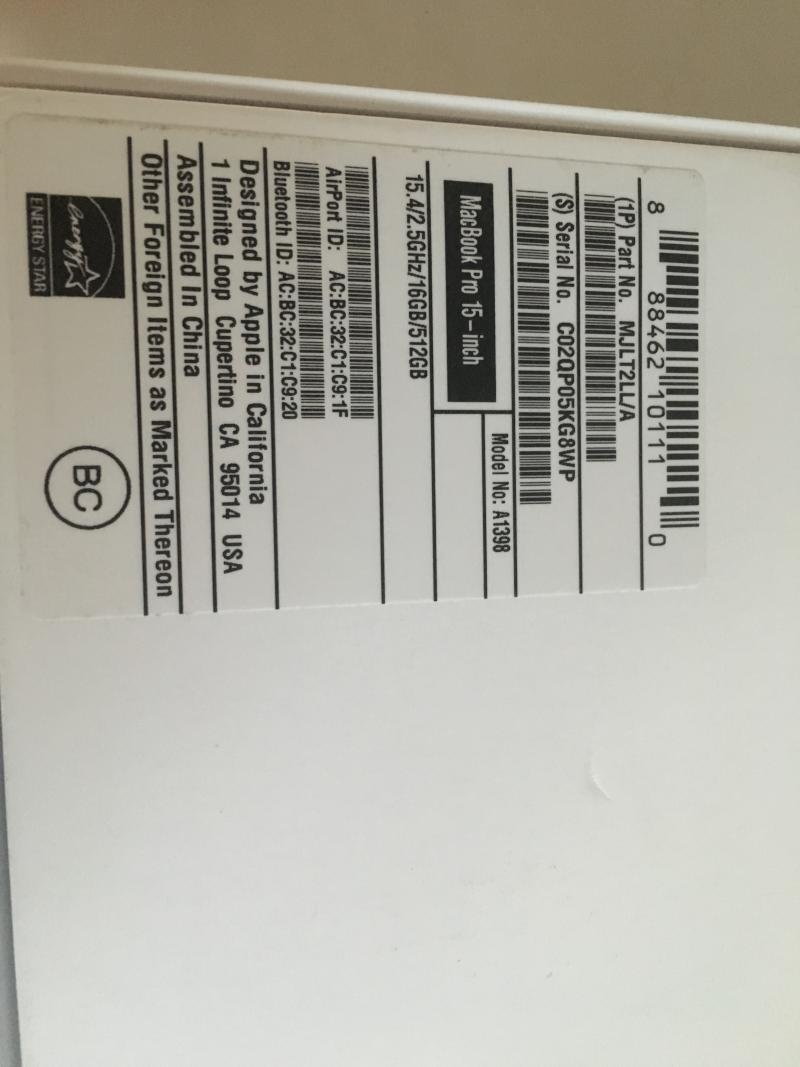 8 88462 10111 0
(1P) Part No. MJLT2LL/A
(S) Serial No. C02QP05KG8WP
Model No: A1398
MacBook Pro 15-inch
15.4/2.5GHz/16GB/512GB
AirPort ID: AC:BC:32:C1:C9:1F
Bluetooth ID: AC:BC:32:C1:C9:20
Designed by Apple in California
1 Infinite Loop Cupertino CA 95014 USA
Assembled In China
Other Foreign Items as Marked Thereon
energy
ENERGY STAR
BC